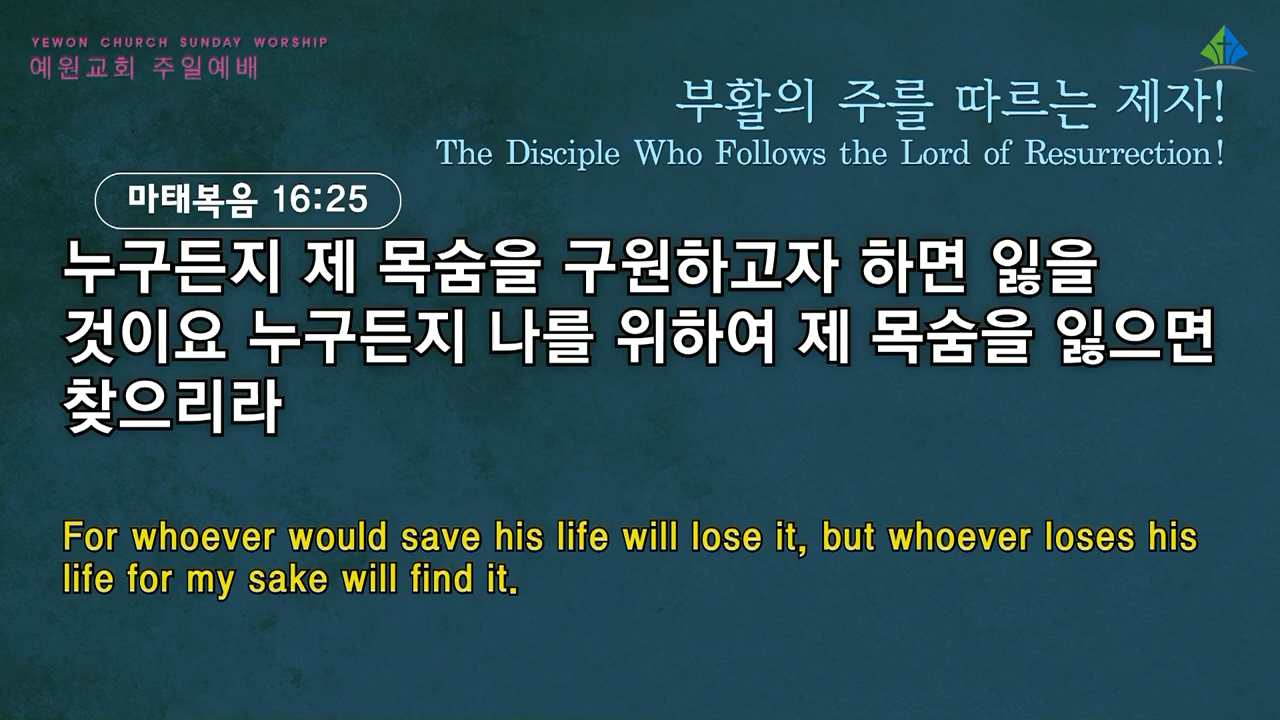 YEWON CHURCH SUNDAY WORSHIP
예원교회 주일예배
부활의 주를 따르는 제자!
The Disciple Who Follows the Lord of Resurrection!
마태복음 16:25
누구든지 제 목숨을 구원하고자 하면 잃을
것이요 누구든지 나를 위하여 제 목숨을 잃으면
찾으리라
For whoever would save his life will lose it, but whoever loses his
life for my sake will find it.